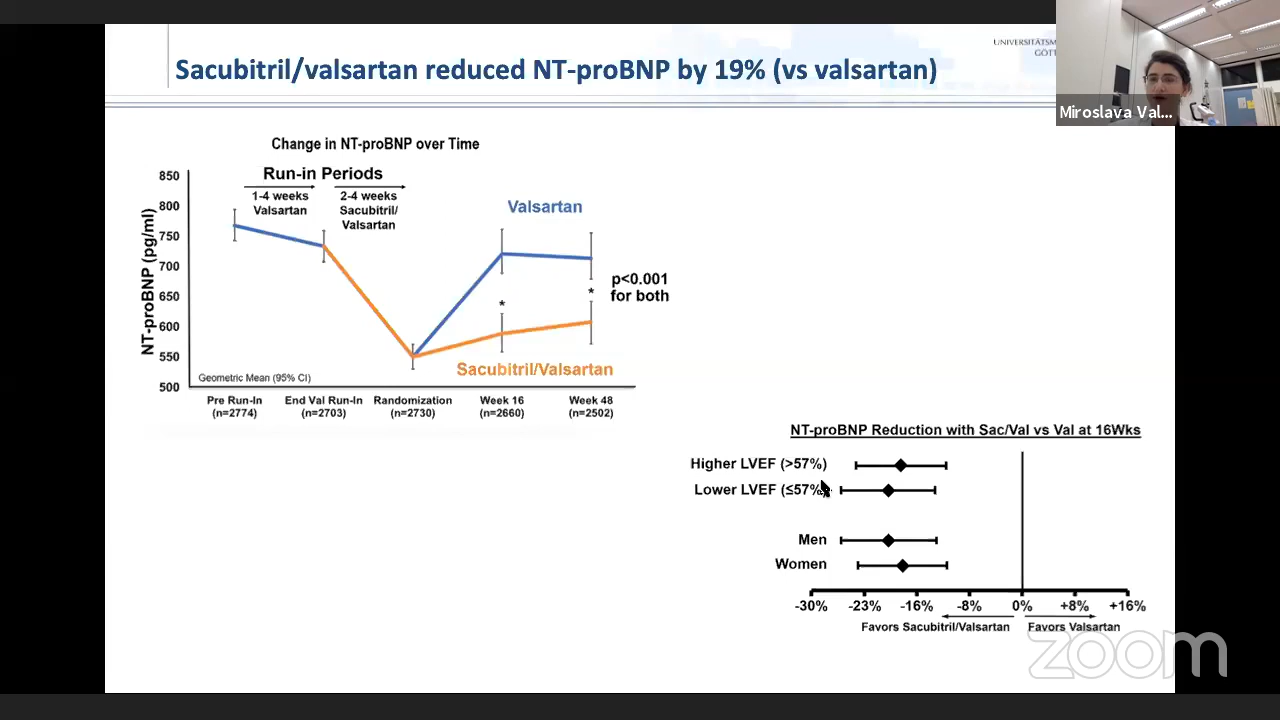 Sacubitril/valsartan reduced NT-proBNP by 19% (vs valsartan)
UNIVERSITÄTSM
GÖT
Miroslava Val...
Change in NT-proBNP over Time
Run-in Periods
1-4 weeks
Valsartan
2-4 weeks
Sacubitril/
Valsartan
NT-proBNP (pg/ml)
850
800
750
700
650
600
550
500
Valsartan
p<0.001
for both
*
*
Sacubitril/Valsartan
Geometric Mean (95% CI)
Pre Run-In
(n=2774)
End Val Run-In
(n=2703)
Randomization
(n=2730)
Week 16
(n=2660)
Week 48
(n=2502)
NT-proBNP Reduction with Sac/Val vs Val at 16Wks
Higher LVEF (>57%)
Lower LVEF (≤57%)
Men
Women
-30% -23% -16% -8% 0% +8% +16%
Favors Sacubitril/Valsartan Favors Valsartan
zoom